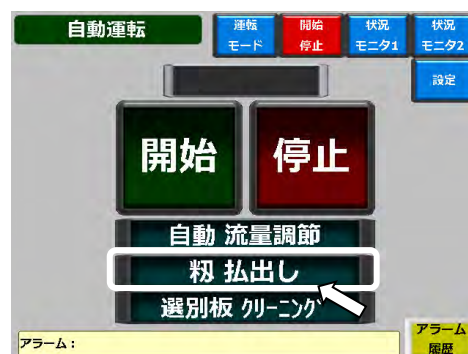 自動運転
運転
モード
開始
停止
状況
モニタ1
状況
モニタ2
設定
開始
停止
自動 流量調節
籾 払出し
選別板 クリーニング
アラーム：
アラーム
履歴